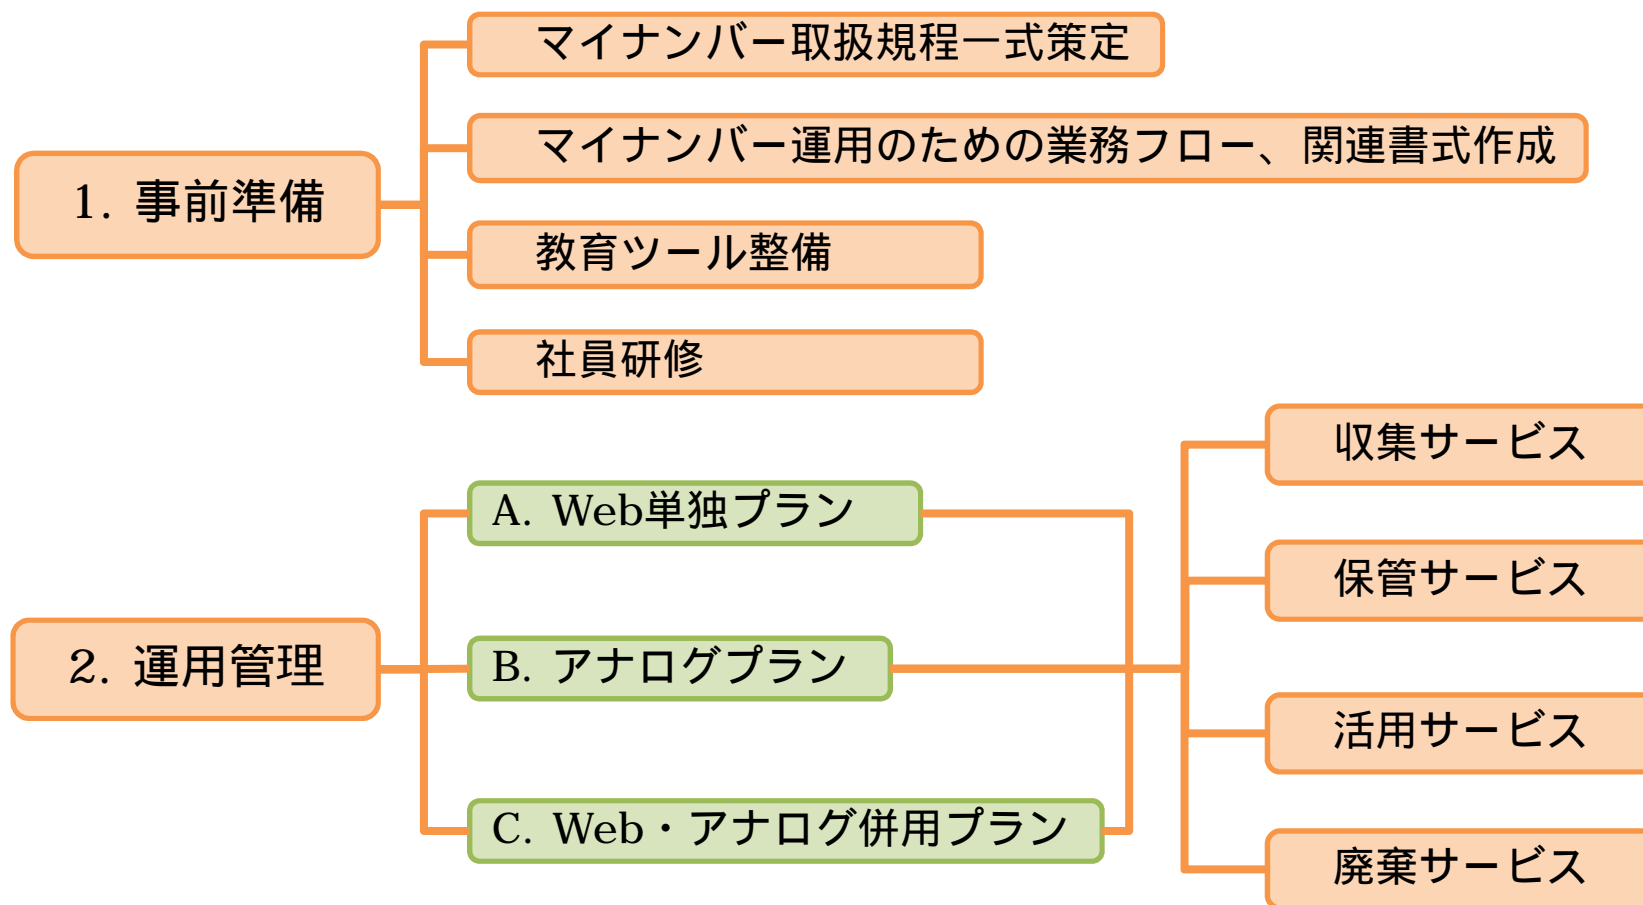 1. 事前準備
マイナンバー取扱規程一式策定
マイナンバー運用のための業務フロー、関連書式作成
教育ツール整備
社員研修
2. 運用管理
A. Web単独プラン
B. アナログプラン
C. Web・アナログ併用プラン
収集サービス
保管サービス
活用サービス
廃棄サービス